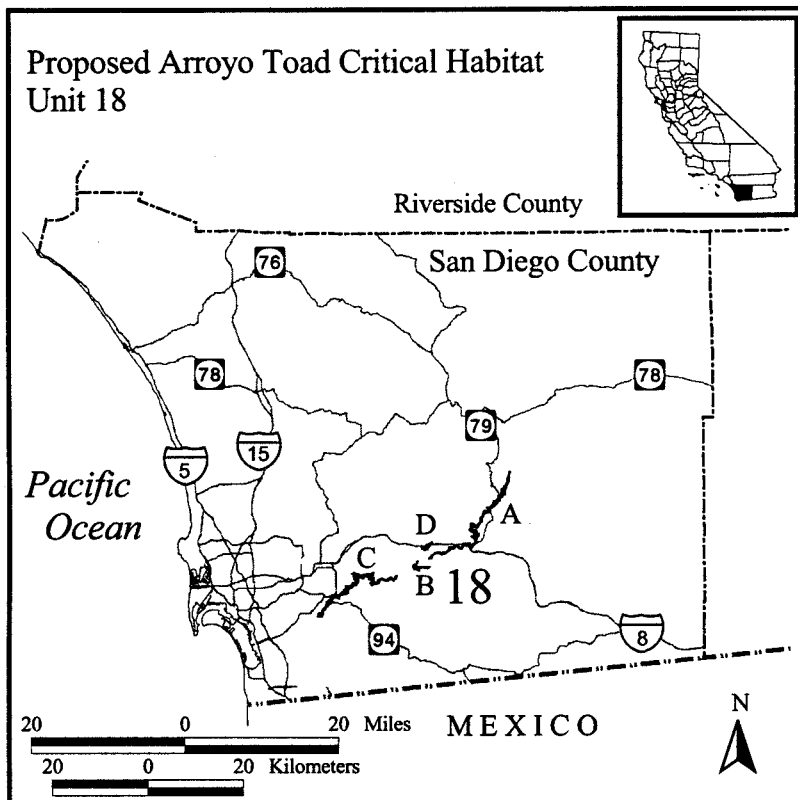 Proposed Arroyo Toad Critical Habitat
Unit 18
Riverside County
San Diego County
76
78
78
79
5
15
Pacific
Ocean
A
D
C
B
18
94
8
N
20 0 20 Miles
MEXICO
20 0 20 Kilometers